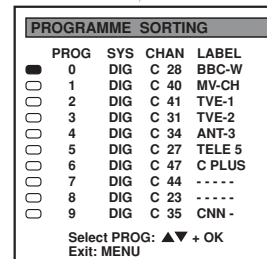 PROGRAMME SORTING
PROG SYS CHAN LABEL
0 DIG C 28 BBC-W
1 DIG C 40 MV-CH
2 DIG C 41 TVE-1
3 DIG C 31 TVE-2
4 DIG C 34 ANT-3
5 DIG C 27 TELE 5
6 DIG C 47 C PLUS
7 DIG C 44 - - - - -
8 DIG C 23 - - - - -
9 DIG C 35 CNN -
Select PROG: ▲▼ + OK
Exit: MENU